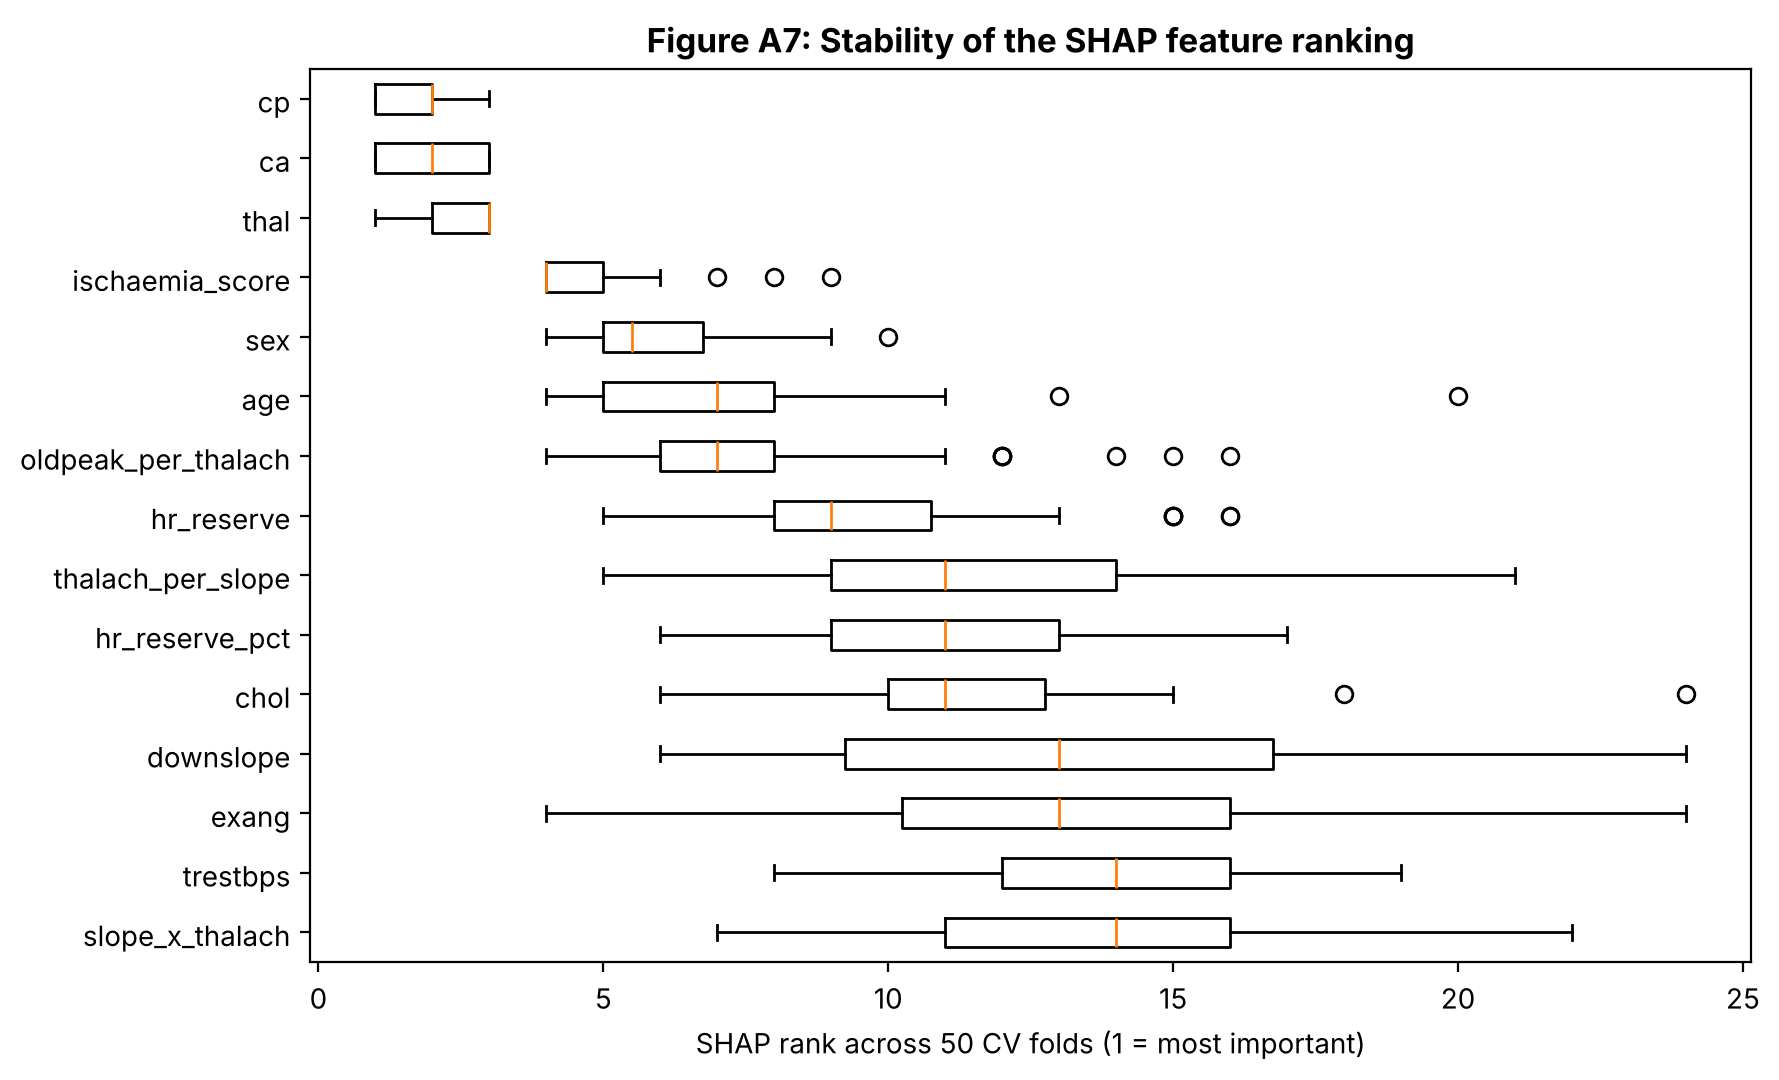 Figure A7: Stability of the SHAP feature ranking
cp
ca
thal
ischaemia_score
sex
age
oldpeak_per_thalach
hr_reserve
thalach_per_slope
hr_reserve_pct
chol
downslope
exang
trestbps
slope_x_thalach
0 5 10 15 20 25
SHAP rank across 50 CV folds (1 = most important)